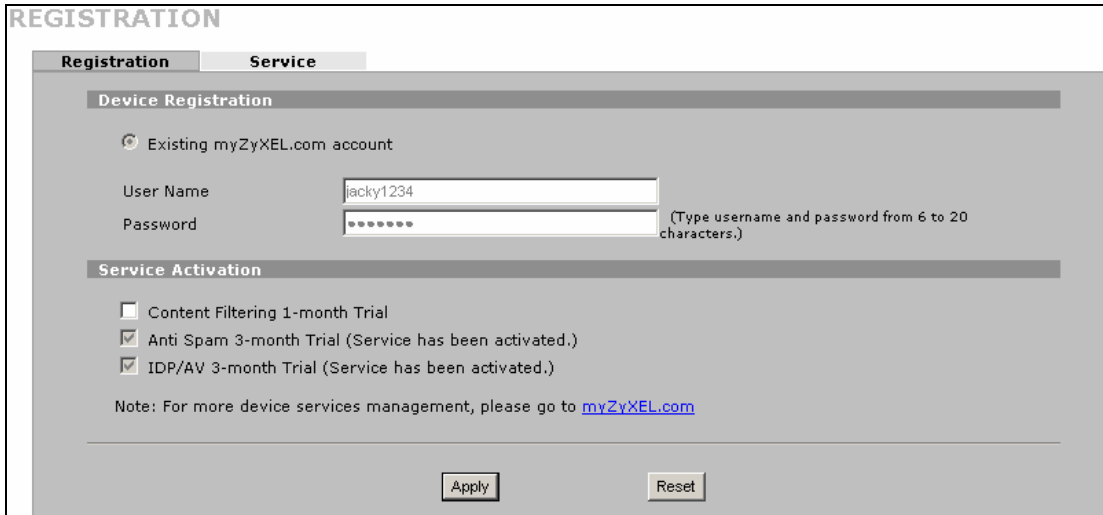 REGISTRATION
Registration Service
Device Registration
Existing myZyXEL.com account
User Name jacky1234
Password ●●●●●●● (Type username and password from 6 to 20
characters.)
Service Activation
Content Filtering 1-month Trial
Anti Spam 3-month Trial (Service has been activated.)
IDP/AV 3-month Trial (Service has been activated.)
Note: For more device services management, please go to myZyXEL.com
Apply Reset